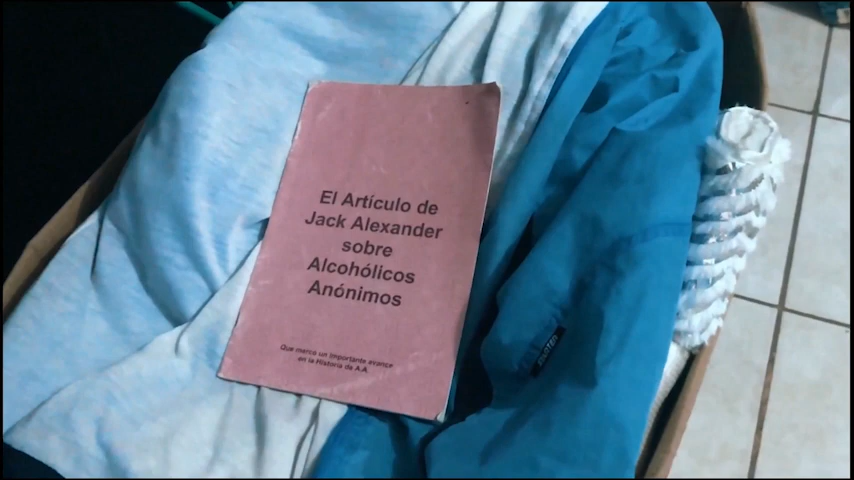 El Artículo de
Jack Alexander
sobre
Alcohólicos
Anónimos
Que marca un importante avance
en la Historia de A.A.